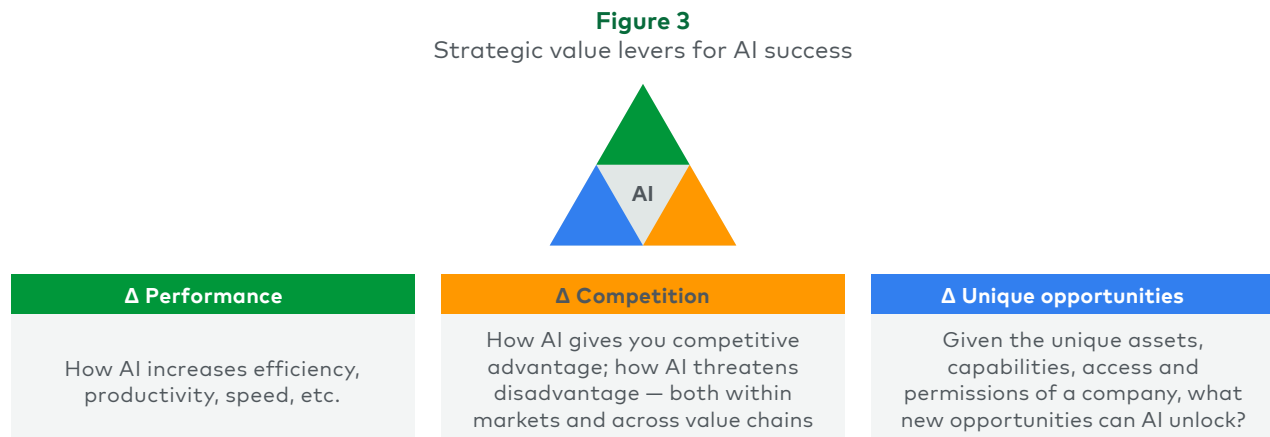 Figure 3
Strategic value levers for AI success
AI
Δ Performance
How AI increases efficiency,
productivity, speed, etc.
Δ Competition
How AI gives you competitive
advantage; how AI threatens
disadvantage — both within
markets and across value chains
Δ Unique opportunities
Given the unique assets,
capabilities, access and
permissions of a company, what
new opportunities can AI unlock?